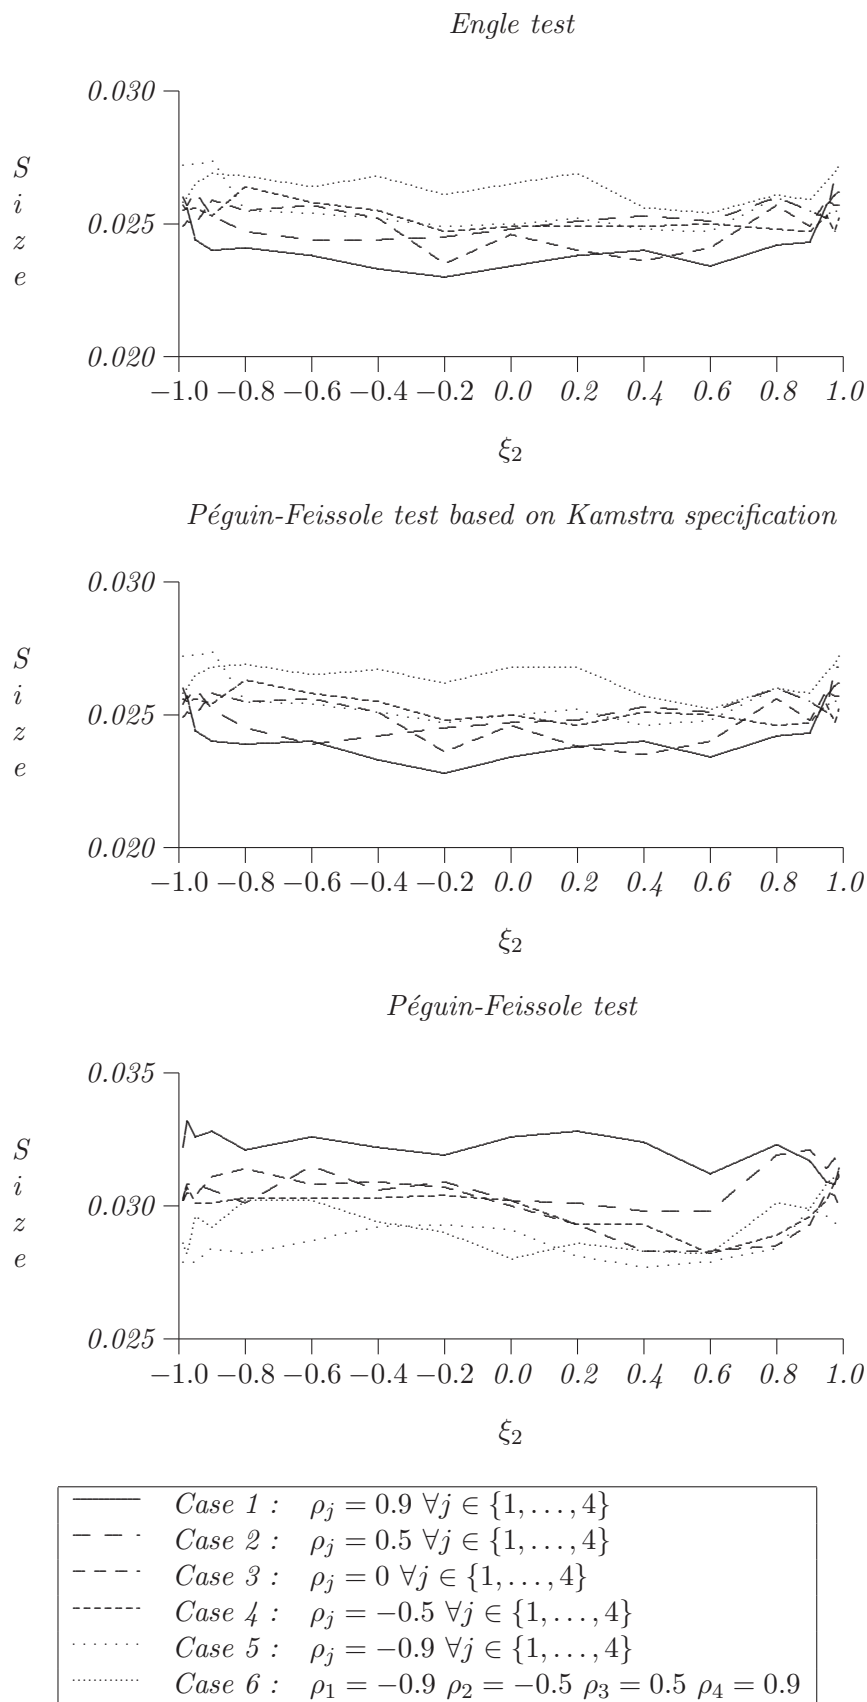 Engle test
0.030
S
i
z
e
0.025
0.020
−1.0 −0.8 −0.6 −0.4 −0.2 0.0 0.2 0.4 0.6 0.8 1.0
ξ₂
Péguin-Feissole test based on Kamstra specification
0.030
S
i
z
e
0.025
0.020
−1.0 −0.8 −0.6 −0.4 −0.2 0.0 0.2 0.4 0.6 0.8 1.0
ξ₂
Péguin-Feissole test
0.035
S
i
z
e
0.030
0.025
−1.0 −0.8 −0.6 −0.4 −0.2 0.0 0.2 0.4 0.6 0.8 1.0
ξ₂
Case 1 : ρⱼ = 0.9 ∀j ∈ {1, . . . , 4}
Case 2 : ρⱼ = 0.5 ∀j ∈ {1, . . . , 4}
Case 3 : ρⱼ = 0 ∀j ∈ {1, . . . , 4}
Case 4 : ρⱼ = −0.5 ∀j ∈ {1, . . . , 4}
Case 5 : ρⱼ = −0.9 ∀j ∈ {1, . . . , 4}
Case 6 : ρ₁ = −0.9 ρ₂ = −0.5 ρ₃ = 0.5 ρ₄ = 0.9